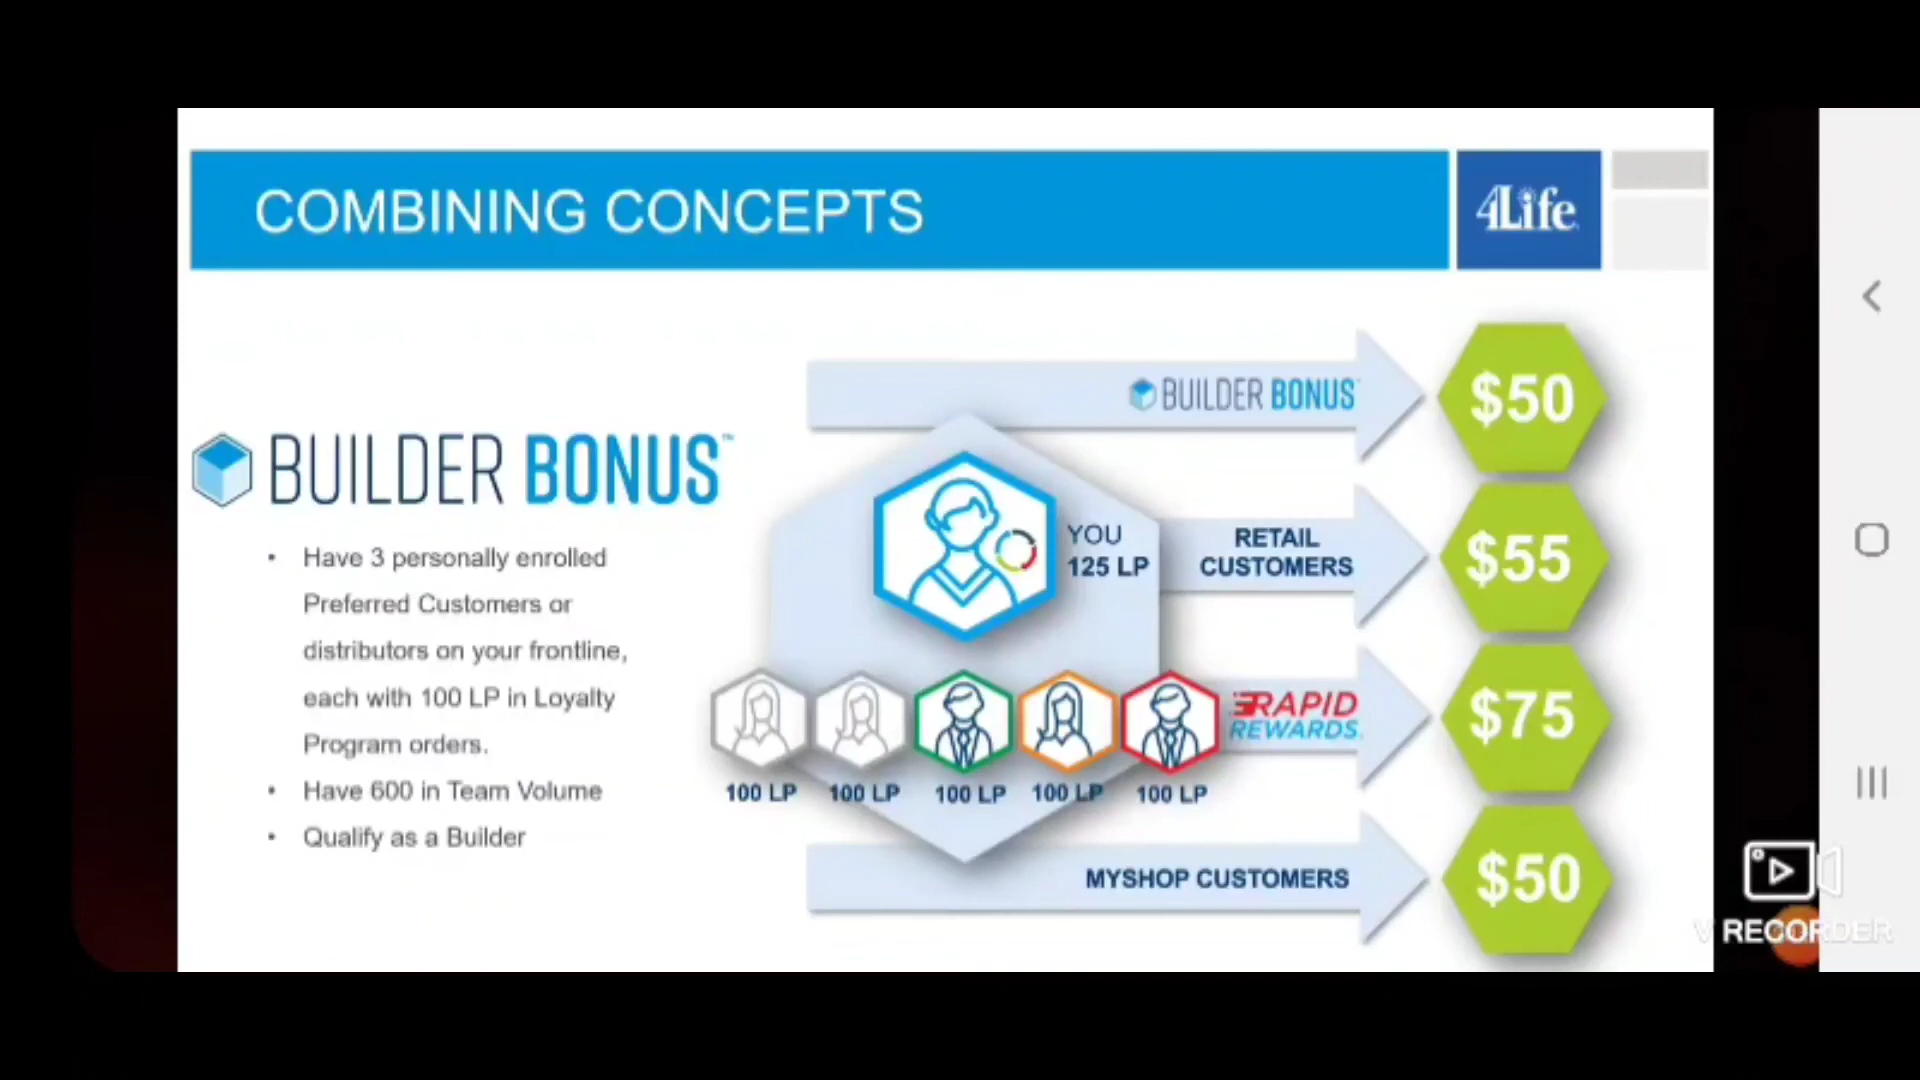 COMBINING CONCEPTS
4Life
BUILDER BONUS™
• Have 3 personally enrolled
Preferred Customers or
distributors on your frontline,
each with 100 LP in Loyalty
Program orders.
• Have 600 in Team Volume
• Qualify as a Builder
BUILDER BONUS
$50
YOU
125 LP
RETAIL
CUSTOMERS
$55
RAPID
REWARDS
$75
100 LP 100 LP 100 LP 100 LP 100 LP
MYSHOP CUSTOMERS
$50
V RECORDER